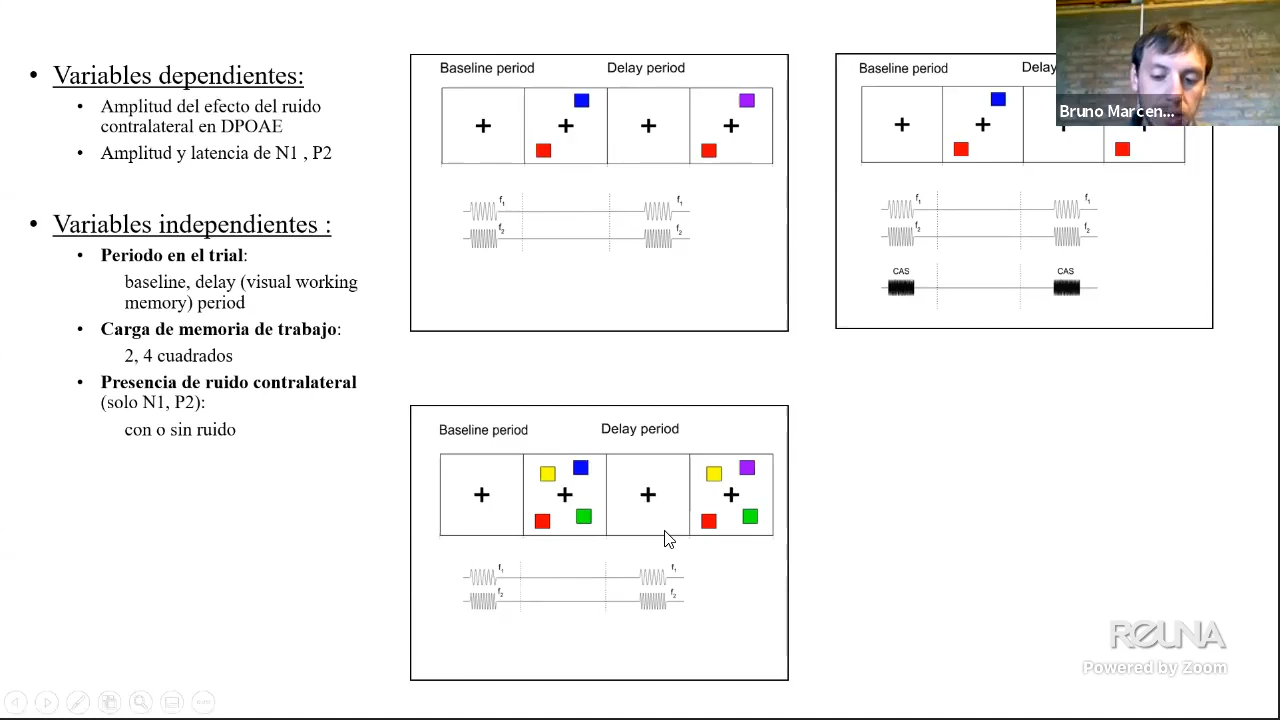 • Variables dependientes:
• Amplitud del efecto del ruido
contralateral en DPOAE
• Amplitud y latencia de N1 , P2
• Variables independientes :
• Periodo en el trial:
baseline, delay (visual working
memory) period
• Carga de memoria de trabajo:
2, 4 cuadrados
• Presencia de ruido contralateral
(solo N1, P2):
con o sin ruido
Baseline period Delay period
f1 f1
f2 f2
Baseline period Delay
f1 f1
f2 f2
CAS CAS
Baseline period Delay period
f1 f1
f2 f2
Bruno Marcen...
REUNA
Powered by Zoom